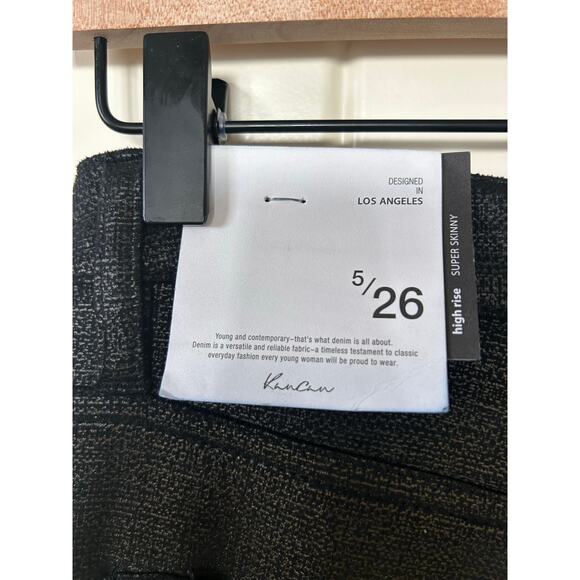 DESIGNED
IN
LOS ANGELES
5/26
Young and contemporary–that's what denim is all about.
Denim is a versatile and reliable fabric–a timeless testament to classic
everyday fashion every young woman will be proud to wear.
KanCan
high rise SUPER SKINNY